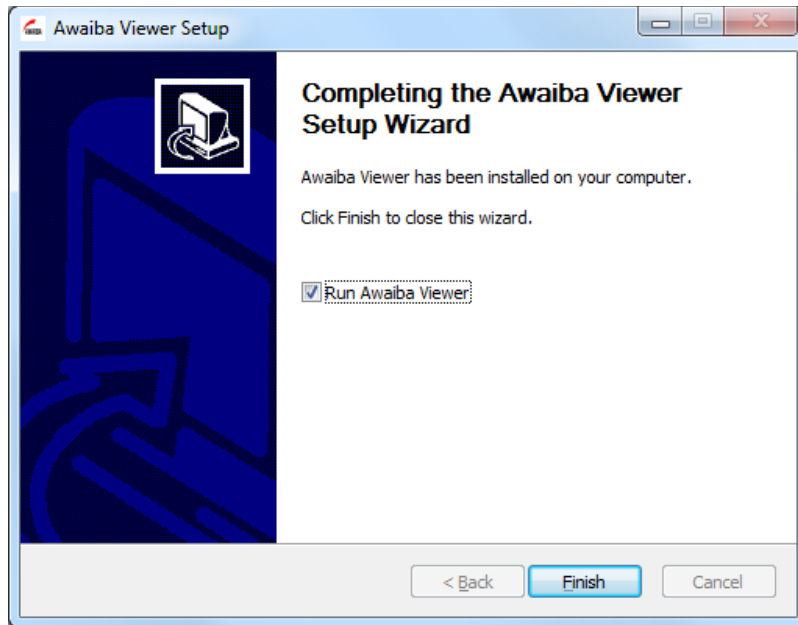 Awaiba Viewer Setup
Completing the Awaiba Viewer
Setup Wizard
Awaiba Viewer has been installed on your computer.
Click Finish to close this wizard.
Run Awaiba Viewer
< Back Finish Cancel